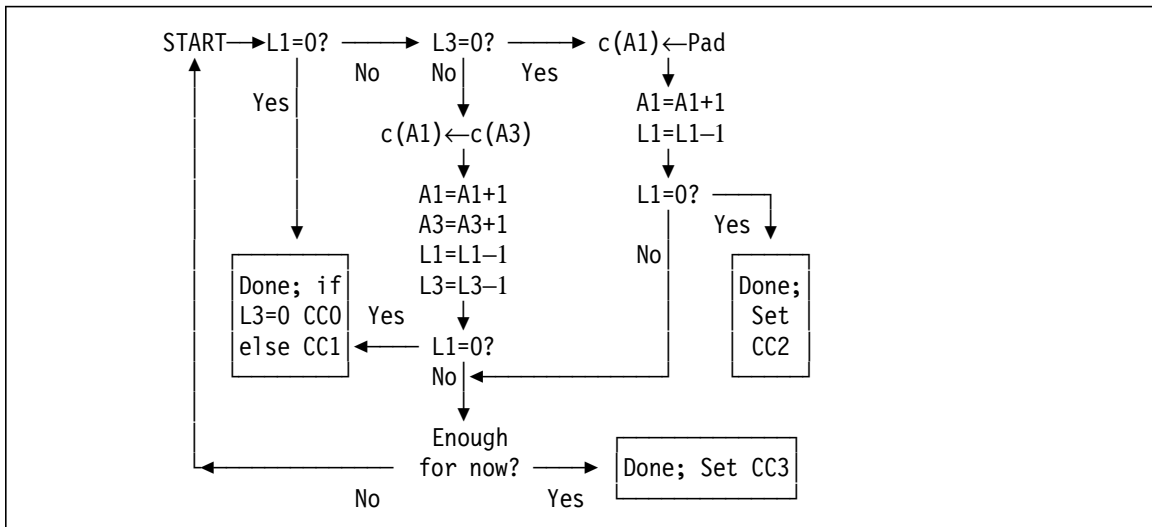 START L1=0? L3=0? c(A1)←Pad
No No Yes
Yes
A1=A1+1
L1=L1–1
c(A1)←c(A3)
A1=A1+1
A3=A3+1
L1=L1–1
L3=L3–1
L1=0?
Yes
No
Done; if
L3=0 CC0
else CC1
Yes
L1=0?
No
Done;
Set
CC2
Enough
for now?
No
Yes
Done; Set CC3